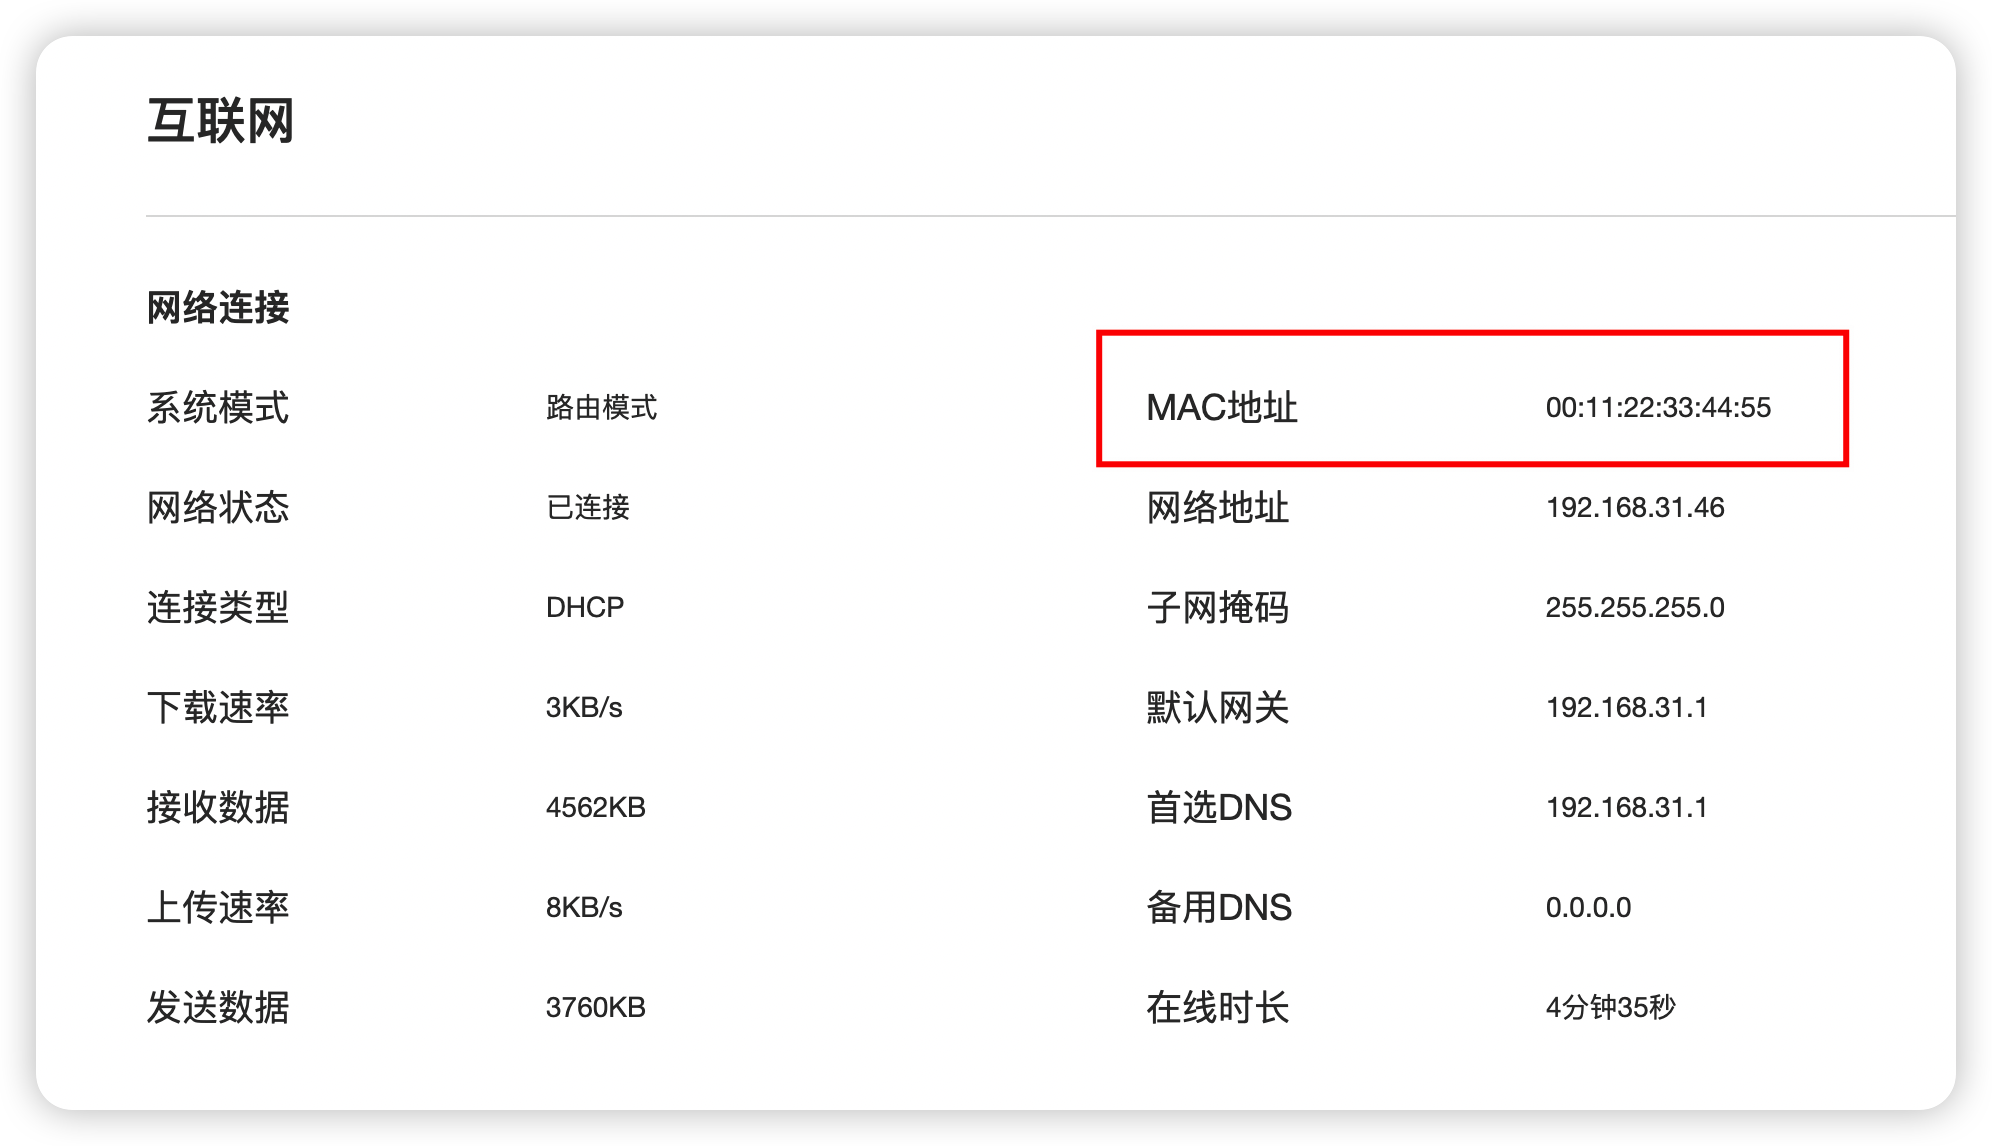 互联网
网络连接
系统模式 路由模式 MAC地址 00:11:22:33:44:55
网络状态 已连接 网络地址 192.168.31.46
连接类型 DHCP 子网掩码 255.255.255.0
下载速率 3KB/s 默认网关 192.168.31.1
接收数据 4562KB 首选DNS 192.168.31.1
上传速率 8KB/s 备用DNS 0.0.0.0
发送数据 3760KB 在线时长 4分钟35秒